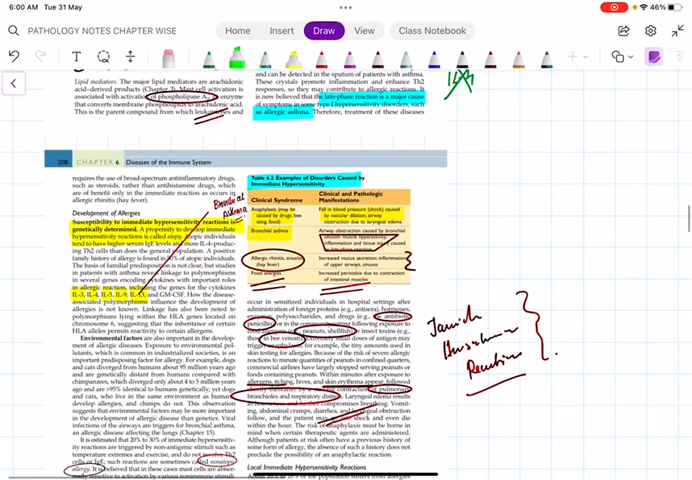 6:00 AM Tue 31 May
46%
PATHOLOGY NOTES CHAPTER WISE
Home Insert Draw View Class Notebook
Lipid mediators. The major lipid mediators are arachidonic
acid-derived products (Chapter 3). Mast cell activation
is associated with activation of phospholipase A₂, enzyme
that converts membrane phospholipids to arachidonic acid.
This is the parent compound from which leukotrienes and
208 CHAPTER 6 Diseases of the Immune System
requires the use of broad-spectrum antiinflammatory drugs,
such as steroids, rather than antihistamine drugs, which
are of benefit only in the immediate reaction as occurs in
allergic rhinitis (hay fever).
Bronchial
asthma
Development of Allergies
Susceptibility to immediate hypersensitivity reactions is
genetically determined. A propensity to develop immediate
hypersensitivity reactions is called atopy. Atopic individuals
tend to have higher serum IgE levels and more IL-4-produc-
ing Th2 cells than does the general population. A positive
family history of allergy is found in 50% of atopic individuals.
The basis of familial predisposition is not clear, but studies
in patients with asthma reveal linkage to polymorphisms
in several genes encoding cytokines with important roles
in allergic reaction, including the genes for the cytokines
IL-3, IL-4, IL-5, IL-9, IL-13, and GM-CSF. How the disease-
associated polymorphisms influence the development of
allergies is not known. Linkage has also been noted to
polymorphisms lying within the HLA genes located on
chromosome 6, suggesting that the inheritance of certain
HLA alleles permits reactivity to certain allergens.
Environmental factors are also important in the develop-
ment of allergic diseases. Exposure to environmental pol-
lutants, which is common in industrialized societies, is an
important predisposing factor for allergy. For example, dogs
and cats diverged from humans about 95 million years ago
and are genetically distant from humans compared with
chimpanzees, which diverged only about 4 to 5 million years
ago and are >95% identical to humans genetically; yet dogs
and cats, who live in the same environment as humans
develop allergies, and chimps do not. This observation
suggests that environmental factors may be more important
in the development of allergic disease than genetics. Viral
infections of the airways are triggers for bronchial asthma,
an allergic disease affecting the lungs (Chapter 15).
It is estimated that 20% to 30% of immediate hypersensitiv-
ity reactions are triggered by non-antigenic stimuli such as
temperature extremes and exercise, and do not involve Th2
cells or IgE; such reactions are sometimes called nonatopic
allergy. It is believed that in these cases mast cells are abnor-
mally sensitive to activation by various nonimmune stimuli.
and can be detected in the sputum of patients with asthma.
These crystals promote inflammation and enhance Th2
responses, so they may contribute to allergic reactions. It
is now believed that the late-phase reaction is a major cause
of symptoms in some type I hypersensitivity disorders, such
as allergic asthma. Therefore, treatment of these diseases
Table 6.2 Examples of Disorders Caused by
Immediate Hypersensitivity
Clinical Syndrome
Clinical and Pathologic
Manifestations
Anaphylaxis (may be
caused by drugs, bee
sting, food)
Fall in blood pressure (shock) caused
by vascular dilation; airway
obstruction due to laryngeal edema
Bronchial asthma
Airway obstruction caused by bronchial
smooth muscle hyperactivity;
inflammation and tissue injury caused
by late-phase reaction
Allergic rhinitis, sinusitis
(hay fever)
Increased mucus secretion; inflammation
of upper airways, sinuses
Food allergies
Increased peristalsis due to contraction
of intestinal muscles
occur in sensitized individuals in hospital settings after
administration of foreign proteins (e.g., antisera), hormones,
enzymes, polysaccharides, and drugs (e.g., antibiotic
penicillin) or in the community setting following exposure to
food allergens (e.g., peanuts, shellfish) or insect toxins (e.g.,
those in bee venom). Extremely small doses of antigen may
trigger anaphylaxis, for example, the tiny amounts used in
skin testing for allergies. Because of the risk of severe allergic
reactions to minute quantities of peanuts in confined quarters,
commercial airlines have largely stopped serving peanuts or
foods containing peanuts. Within minutes after exposure to
allergens, itching, hives, and skin erythema appear, followed
shortly thereafter by a contraction of pulmonary
bronchioles and respiratory distress. Laryngeal edema results
in hoarseness and further compromises breathing. Vomit-
ing, abdominal cramps, diarrhea, and laryngeal obstruction
follow, and the patient may go into shock and even die
within the hour. The risk of anaphylaxis must be borne in
mind when certain therapeutic agents are administered.
Although patients at risk often have a previous history of
some form of allergy, the absence of such a history does not
preclude the possibility of an anaphylactic reaction.
Local Immediate Hypersensitivity Reactions
Reaction